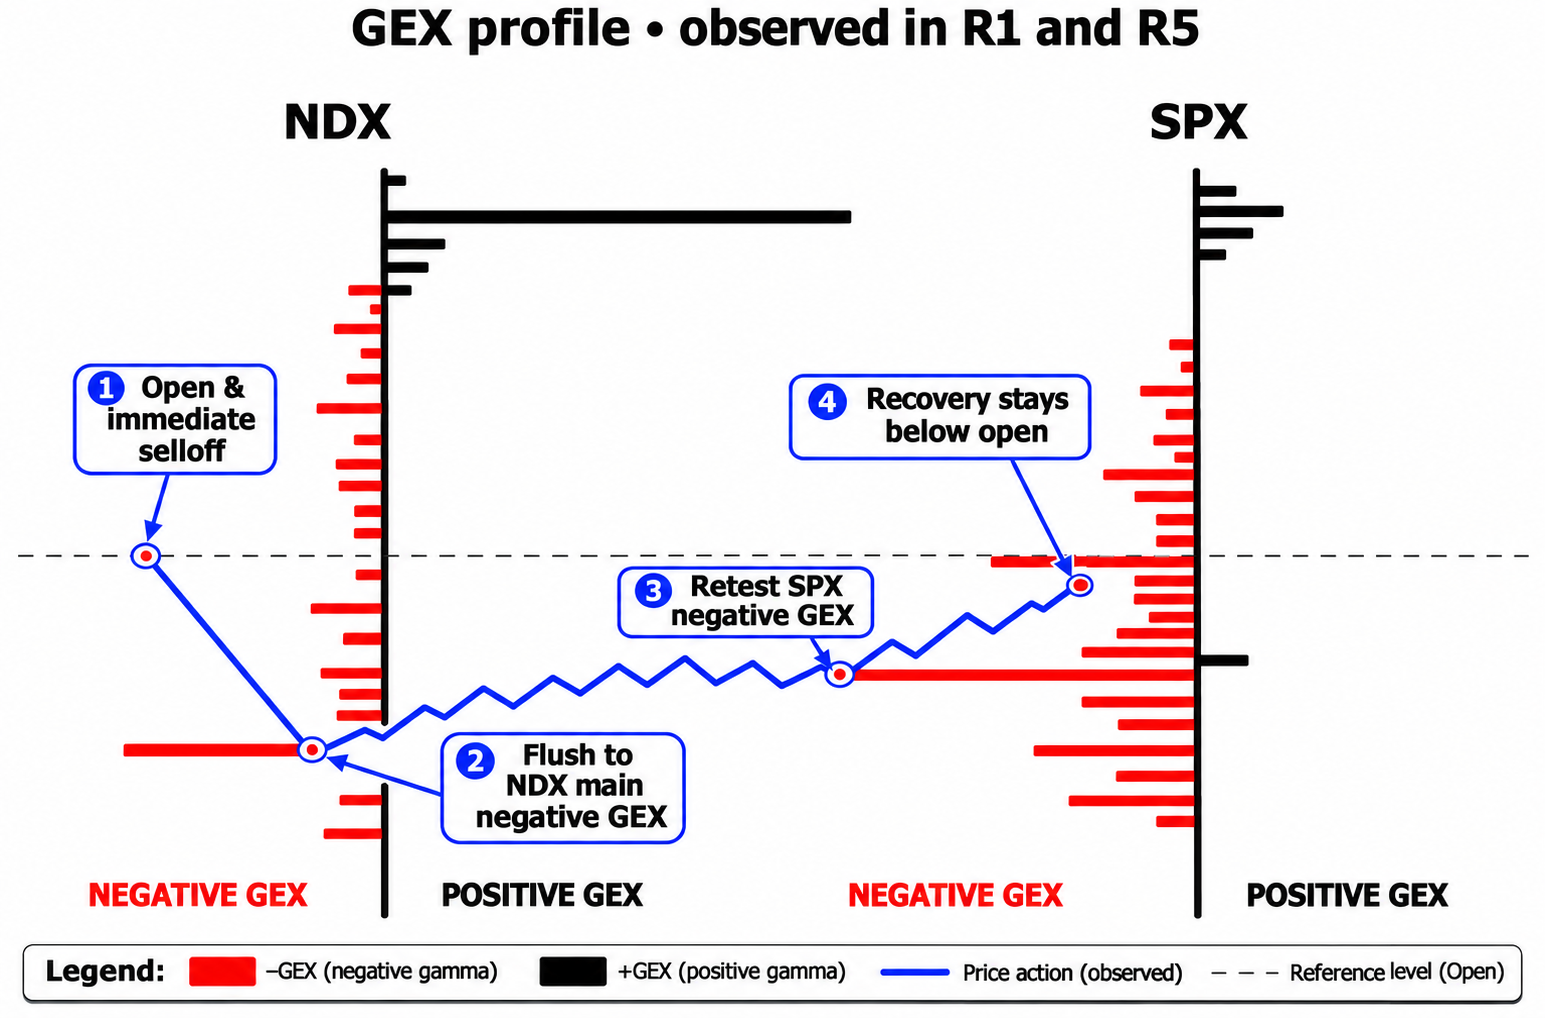 GEX profile • observed in R1 and R5
NDX
SPX
1 Open &
immediate
selloff
4 Recovery stays
below open
3 Retest SPX
negative GEX
2 Flush to
NDX main
negative GEX
NEGATIVE GEX
POSITIVE GEX
NEGATIVE GEX
POSITIVE GEX
Legend: –GEX (negative gamma) +GEX (positive gamma) Price action (observed) Reference level (Open)